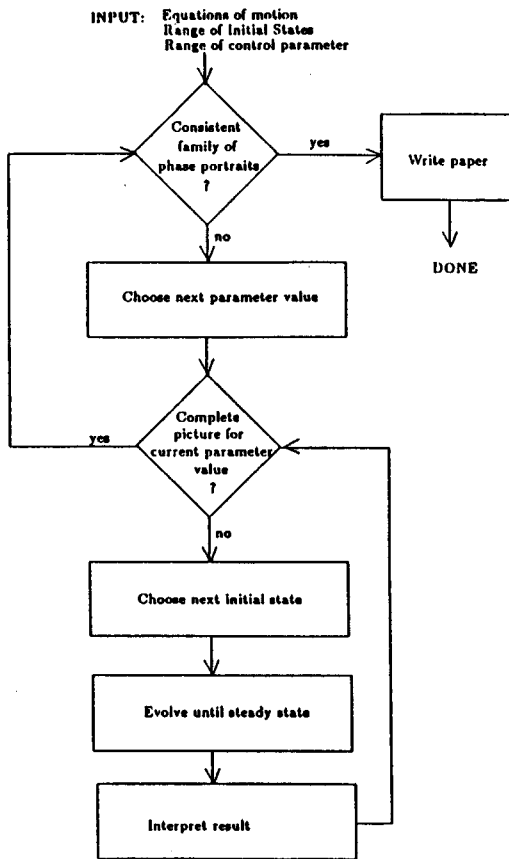 INPUT: Equations of motion
Range of Initial States
Range of control parameter
Consistent
family of
phase portraits
?
yes
Write paper
DONE
no
Choose next parameter value
Complete
picture for
current parameter
value
?
yes
no
Choose next initial state
Evolve until steady state
Interpret result